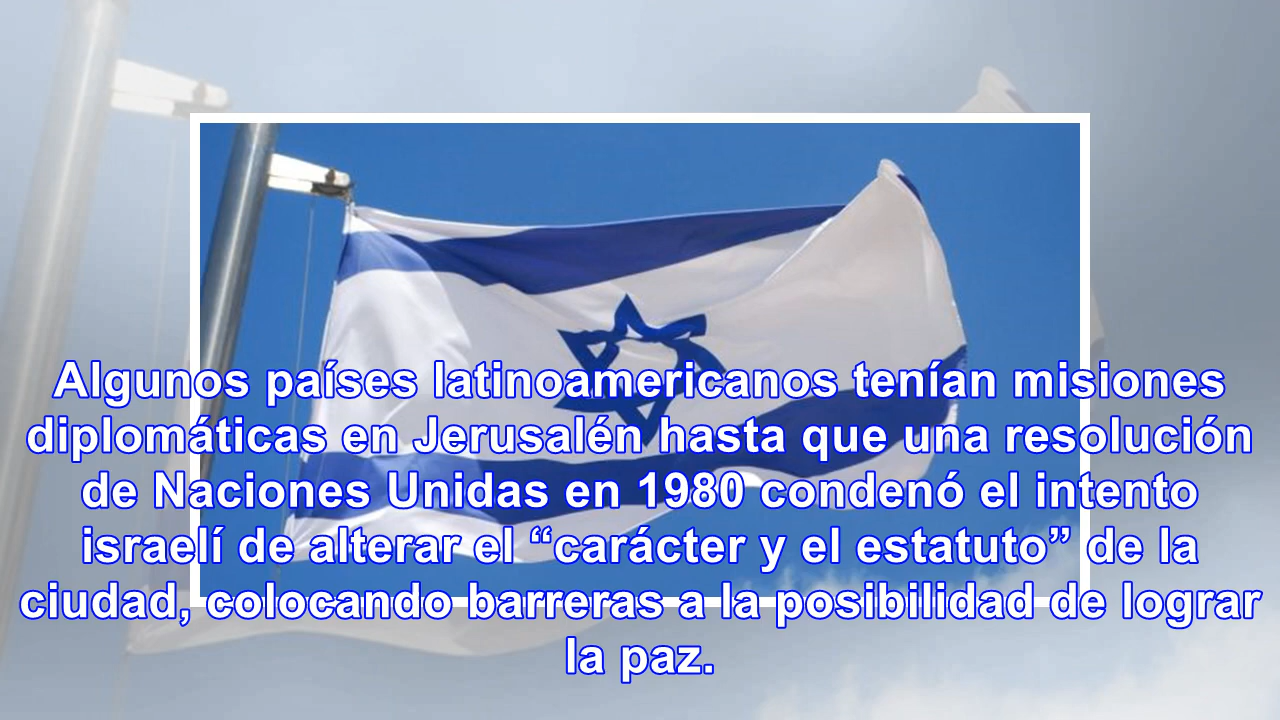 Algunos países latinoamericanos tenían misiones
diplomáticas en Jerusalén hasta que una resolución
de Naciones Unidas en 1980 condenó el intento
israelí de alterar el “carácter y el estatuto” de la
ciudad, colocando barreras a la posibilidad de lograr
la paz.